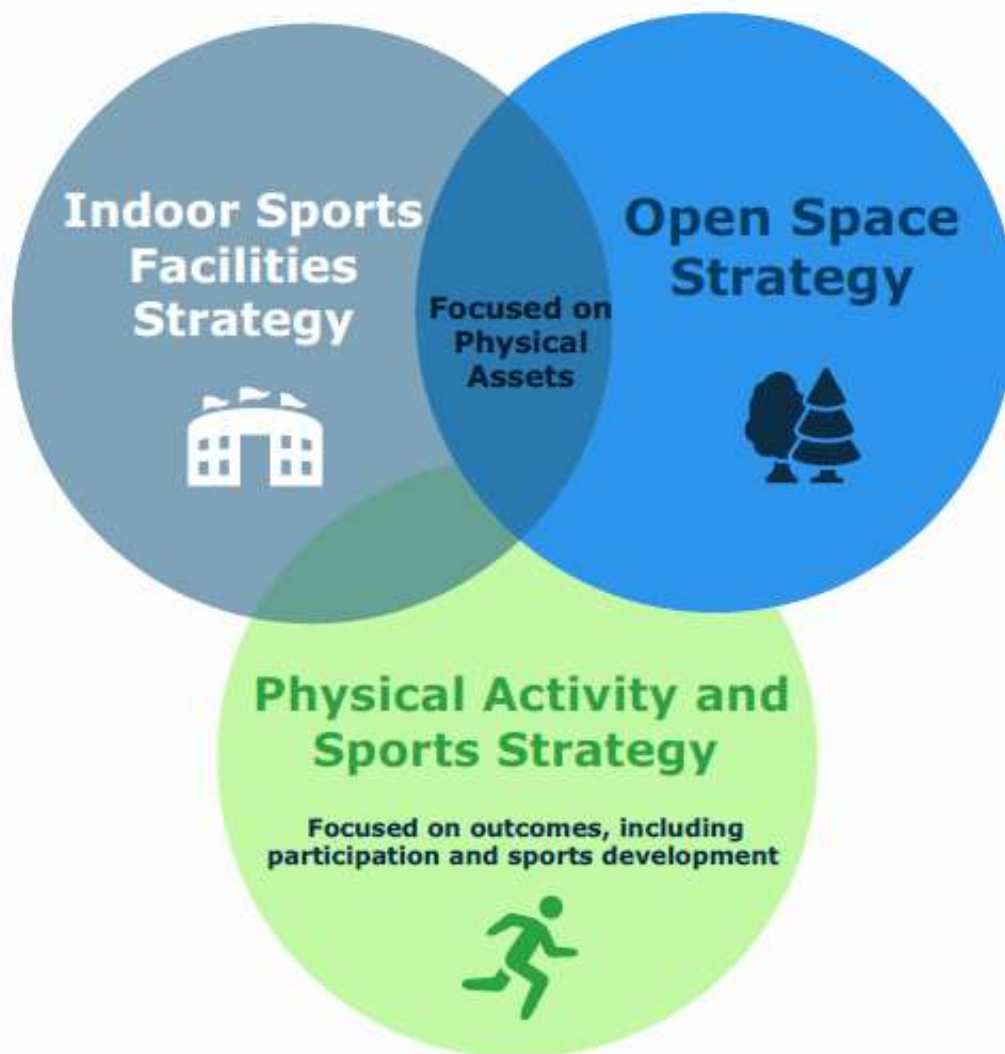 Indoor Sports
Facilities
Strategy
Open Space
Strategy
Focused on
Physical
Assets
Physical Activity and
Sports Strategy
Focused on outcomes, including
participation and sports development